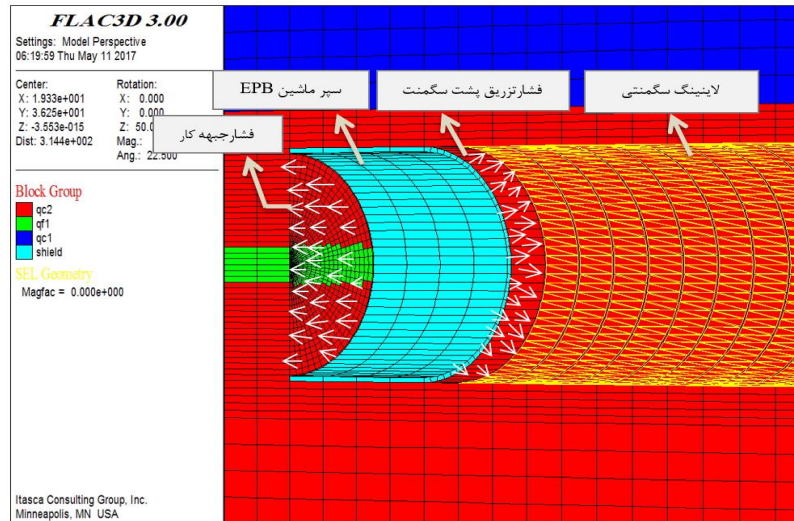 FLAC3D 3.00
Settings: Model Perspective
06:19:59 Thu May 11 2017
Center: Rotation:
X: 1.933e+001 X: 0.000
Y: 3.625e+001 Y: 0.000
Z: -3.553e-015 Z: 50.0
Dist: 3.144e+002 Mag.:
Ang.: 22.500
Block Group
qc2
qf1
qc1
shield
SEL Geometry
Magfac = 0.000e+000
Itasca Consulting Group, Inc.
Minneapolis, MN USA
فشارجبهه کار
سپر ماشین EPB
فشارتزریق پشت سگمنت
لاینینگ سگمنتی